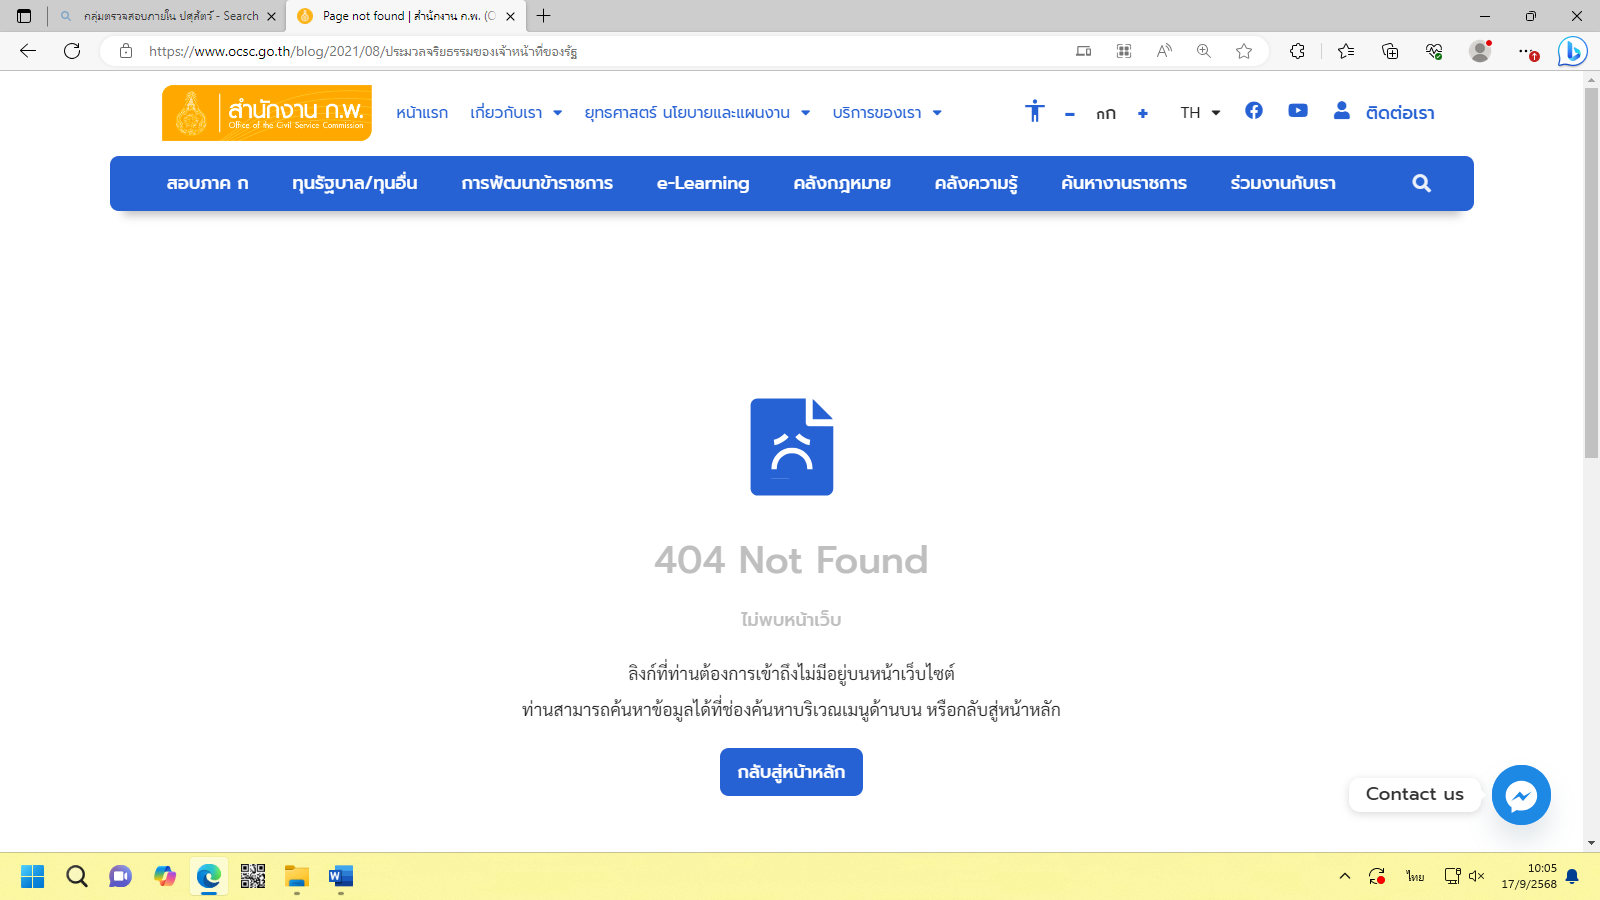 กลุ่มตรวจสอบภายใน ปศุสัตว์ - Search
Page not found | สำนักงาน ก.พ. (O
https://www.ocsc.go.th/blog/2021/08/ประมวลจริยธรรมของเจ้าหน้าที่ของรัฐ
สำนักงาน ก.พ.
Office of the Civil Service Commission
หน้าแรก เกี่ยวกับเรา ยุทธศาสตร์ นโยบายและแผนงาน บริการของเรา
- กก + TH ติดต่อเรา
สอบภาค ก ทุนรัฐบาล/ทุนอื่น การพัฒนาข้าราชการ e-Learning คลังกฎหมาย คลังความรู้ ค้นหางานราชการ ร่วมงานกับเรา
404 Not Found
ไม่พบหน้าเว็บ
ลิงก์ที่ท่านต้องการเข้าถึงไม่มีอยู่บนหน้าเว็บไซต์
ท่านสามารถค้นหาข้อมูลได้ที่ช่องค้นหาบริเวณเมนูด้านบน หรือกลับสู่หน้าหลัก
กลับสู่หน้าหลัก
Contact us
ไทย
10:05
17/9/2568